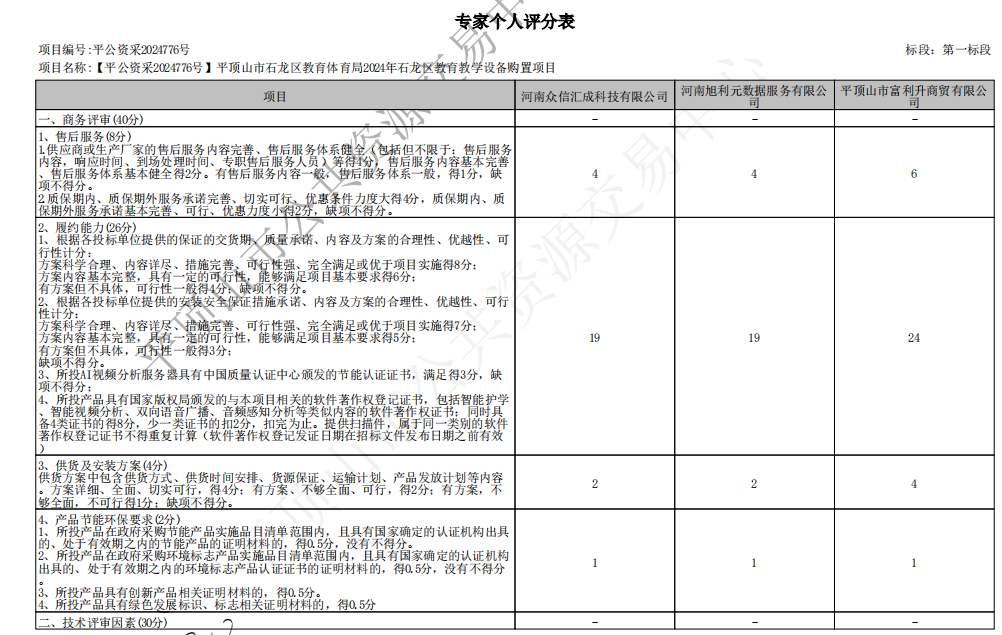 专家个人评分表
项目编号:平公资采2024776号
标段：第一标段
项目名称:【平公资采2024776号】平顶山市石龙区教育体育局2024年石龙区教育教学设备购置项目
项目
河南众信汇成科技有限公司
河南旭利元数据服务有限公
司
平顶山市富利升商贸有限公
司
一、商务评审(40分)
-
-
-
1、售后服务(8分)
1.供应商或生产厂家的售后服务内容完善、售后服务体系健全（包括但不限于：售后服务
内容，响应时间、到场处理时间、专职售后服务人员）等得4分，售后服务内容基本完善
、售后服务体系基本健全得2分。有售后服务内容一般，售后服务体系一般，得1分，缺
项不得分。
2.质保期内、质保期外服务承诺完善、切实可行、优惠条件力度大得4分，质保期内、质
保期外服务承诺基本完善、可行、优惠力度小得2分，缺项不得分。
4
4
6
2、履约能力(26分)
1、根据各投标单位提供的保证的交货期、质量承诺、内容及方案的合理性、优越性、可
行性计分：
方案科学合理、内容详尽、措施完善、可行性强、完全满足或优于项目实施得8分；
方案内容基本完整，具有一定的可行性，能够满足项目基本要求得6分；
有方案但不具体，可行性一般得4分；缺项不得分。
2、根据各投标单位提供的安装安全保证措施承诺、内容及方案的合理性、优越性、可行
性计分：
方案科学合理、内容详尽、措施完善、可行性强、完全满足或优于项目实施得7分；
方案内容基本完整，具有一定的可行性，能够满足项目基本要求得5分；
有方案但不具体，可行性一般得3分；
缺项不得分。
3、所投AI视频分析服务器具有中国质量认证中心颁发的节能认证证书，满足得3分，缺
项不得分；
4、所投产品具有国家版权局颁发的与本项目相关的软件著作权登记证书，包括智能护学
、智能视频分析、双向语音广播、音频感知分析等类似内容的软件著作权证书；同时具
备4类证书的得8分，少一类证书的扣2分，扣完为止。提供扫描件，属于同一类别的软件
著作权登记证书不得重复计算（软件著作权登记发证日期在招标文件发布日期之前有效
）
19
19
24
3、供货及安装方案(4分)
供货方案中包含供货方式、供货时间安排、货源保证、运输计划、产品发放计划等内容
。方案详细、全面、切实可行，得4分；有方案、不够全面、可行，得2分；有方案，不
够全面，不可行得1分；缺项不得分。
2
2
4
4、产品节能环保要求(2分)
1、所投产品在政府采购节能产品实施品目清单范围内，且具有国家确定的认证机构出具
的、处于有效期之内的节能产品的证明材料的，得0.5分，没有不得分。
2、所投产品在政府采购环境标志产品实施品目清单范围内，且具有国家确定的认证机构
出具的、处于有效期之内的环境标志产品认证证书的证明材料的，得0.5分，没有不得分
。
3、所投产品具有创新产品相关证明材料的，得0.5分。
4、所投产品具有绿色发展标识、标志相关证明材料的，得0.5分
1
1
1
二、技术评审因素(30分)
-
-
-
平顶山市公共资源交易中心
平顶山市公共资源交易中心